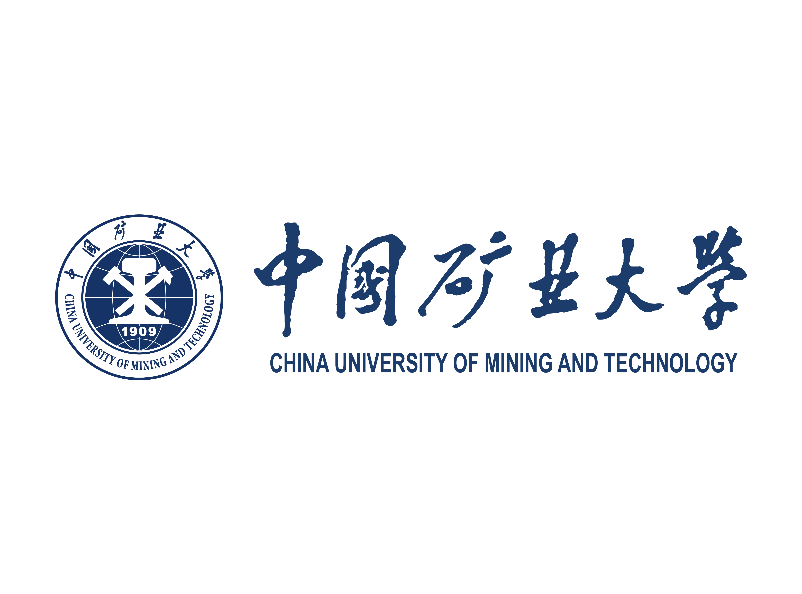 中国矿业大学
CHINA UNIVERSITY OF MINING AND TECHNOLOGY
1909
中国矿业大学
CHINA UNIVERSITY OF MINING AND TECHNOLOGY